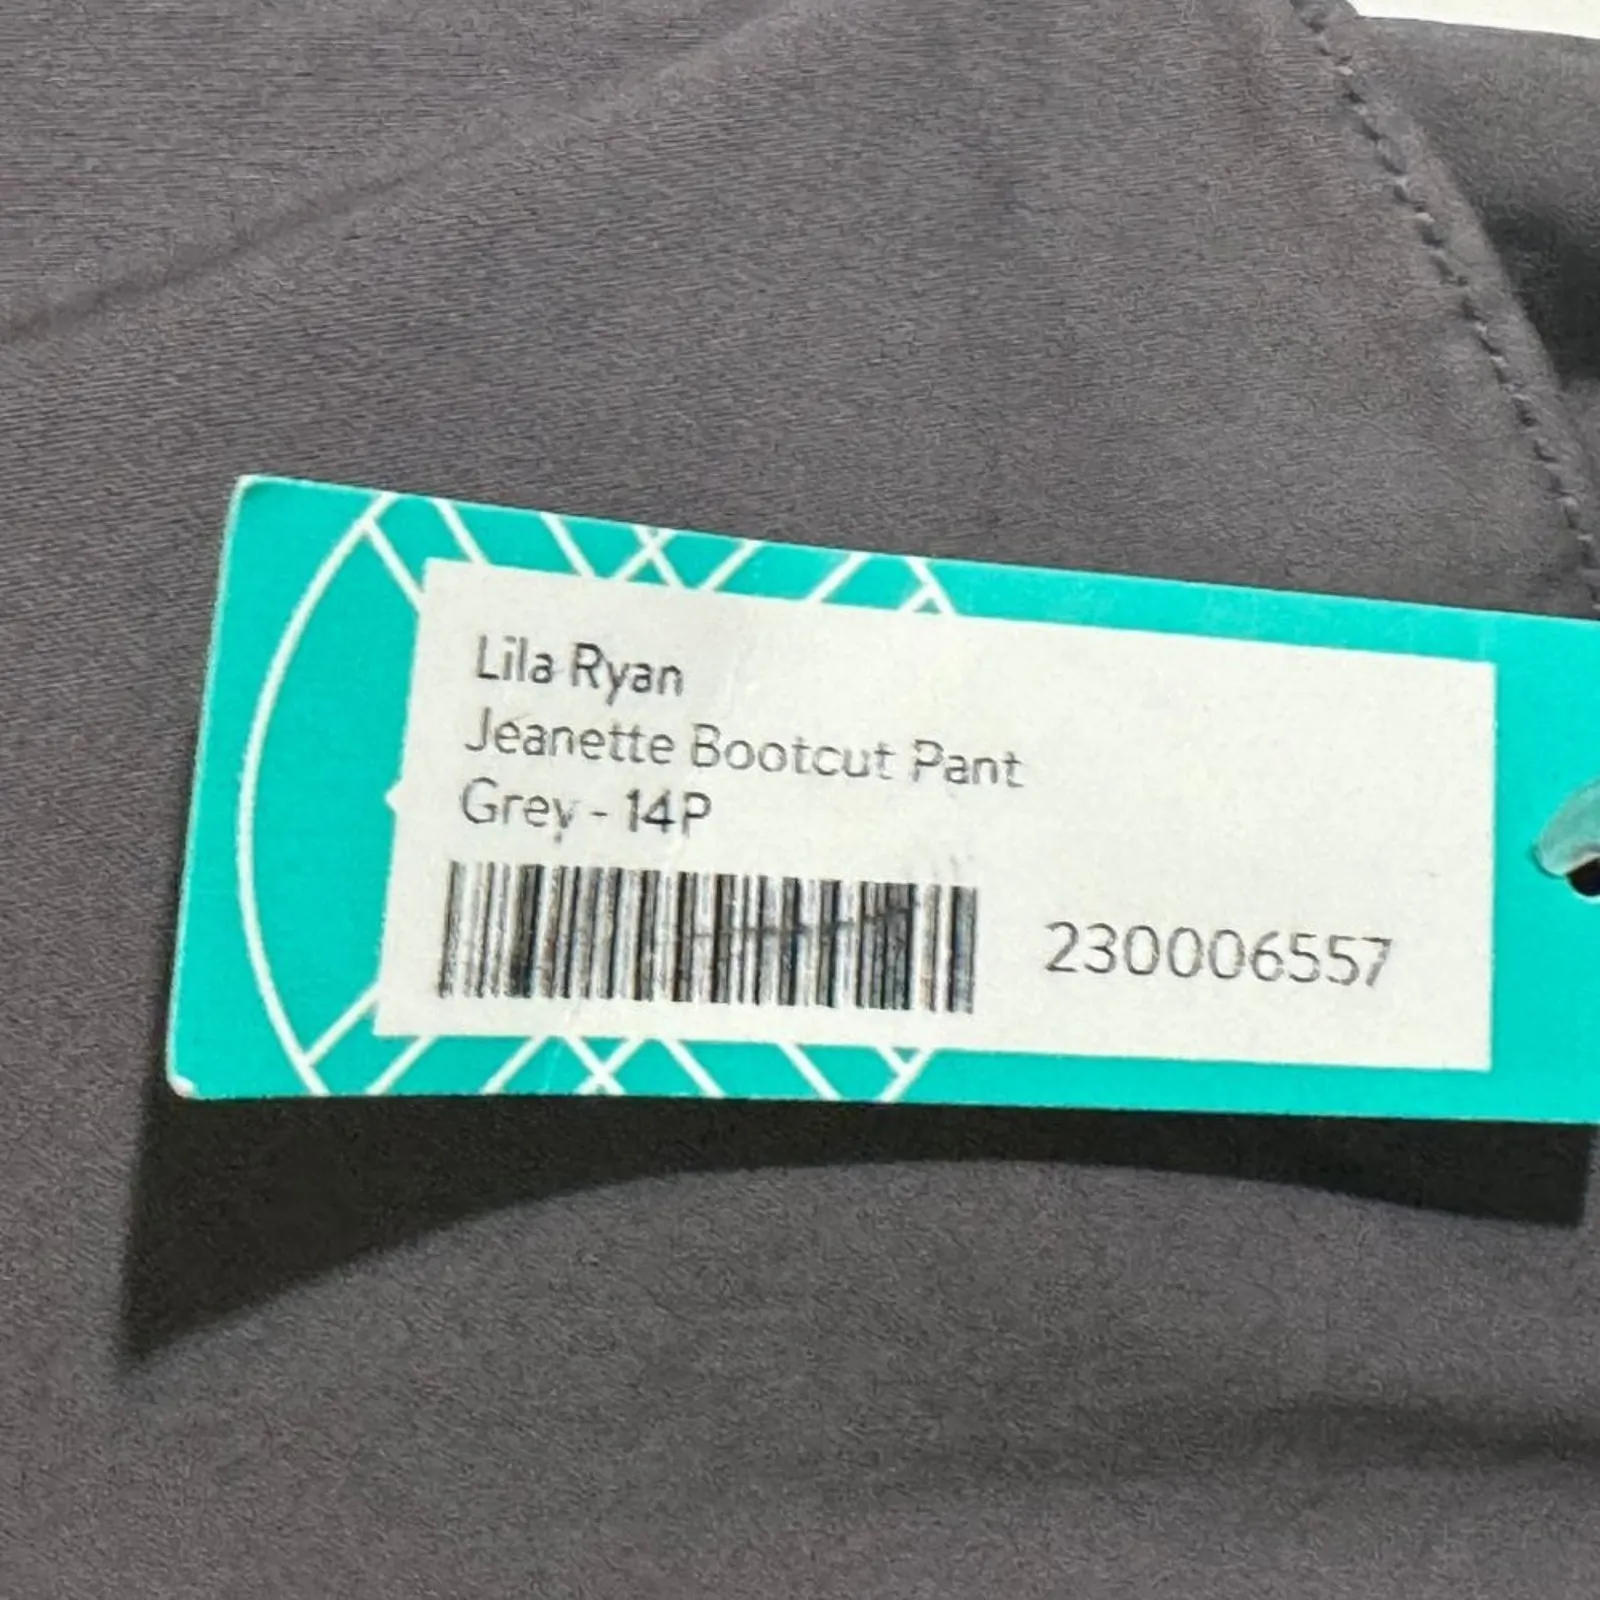 Lila Ryan
Jeanette Bootcut Pant
Grey - 14P
230006557